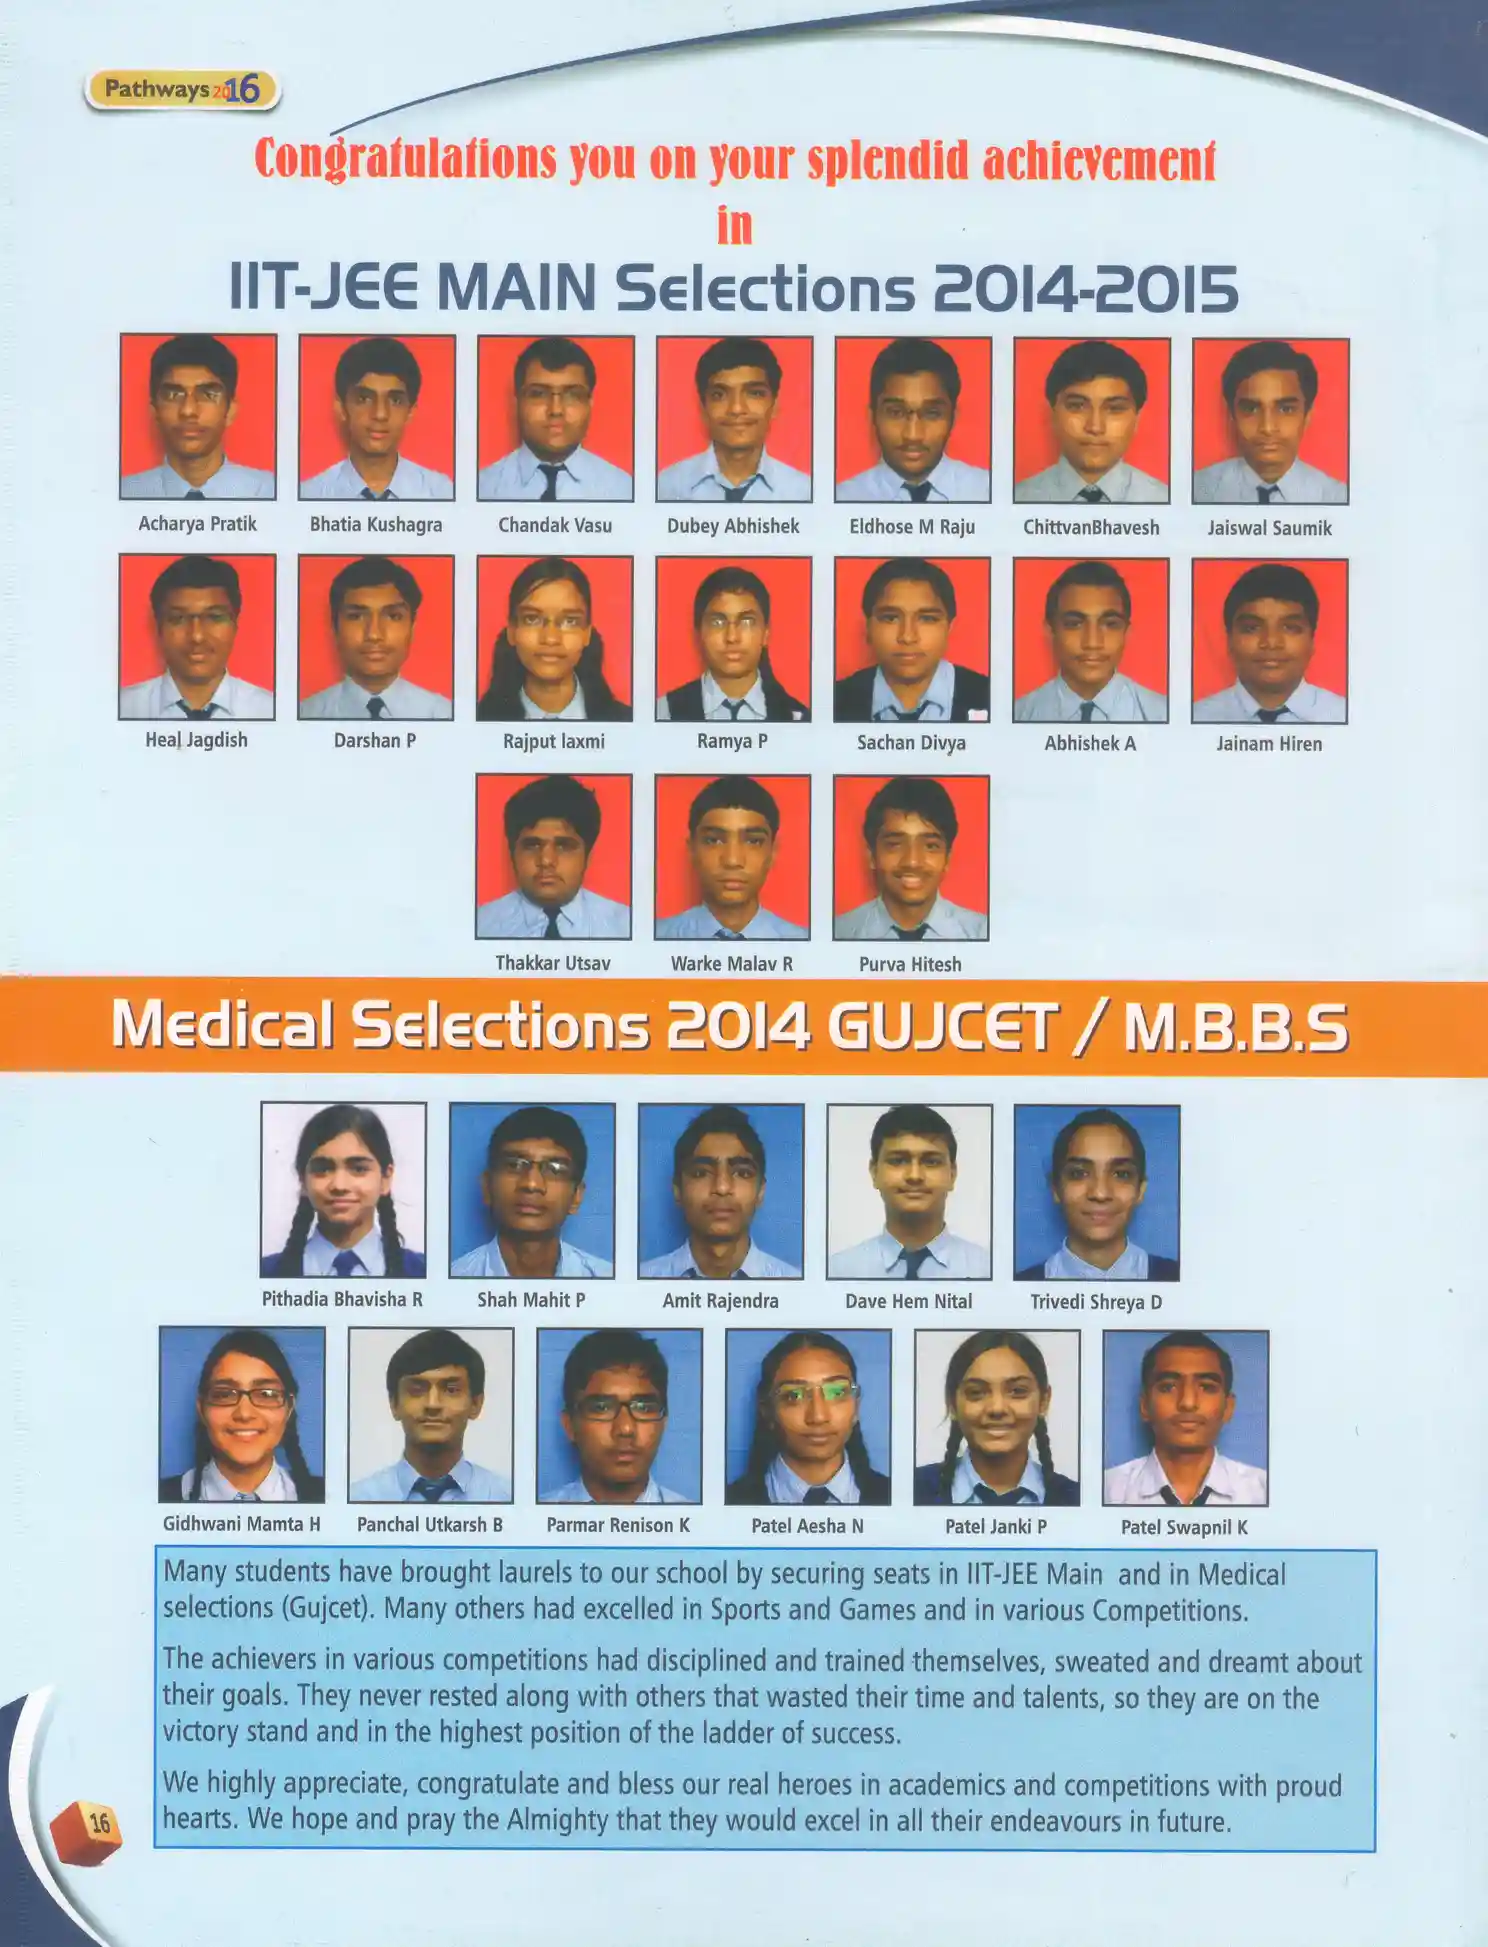 Pathways 2016
Congratulations you on your splendid achievement
in
IIT-JEE MAIN Selections 2014-2015
Acharya Pratik
Bhatia Kushagra
Chandak Vasu
Dubey Abhishek
Eldhose M Raju
ChittvanBhavesh
Jaiswal Saumik
Heal Jagdish
Darshan P
Rajput laxmi
Ramya P
Sachan Divya
Abhishek A
Jainam Hiren
Thakkar Utsav
Warke Malav R
Purva Hitesh
Medical Selections 2014 GUJCET / M.B.B.S
Pithadia Bhavisha R
Shah Mahit P
Amit Rajendra
Dave Hem Nital
Trivedi Shreya D
Gidhwani Mamta H
Panchal Utkarsh B
Parmar Renison K
Patel Aesha N
Patel Janki P
Patel Swapnil K
Many students have brought laurels to our school by securing seats in IIT-JEE Main and in Medical
selections (Gujcet). Many others had excelled in Sports and Games and in various Competitions.
The achievers in various competitions had disciplined and trained themselves, sweated and dreamt about
their goals. They never rested along with others that wasted their time and talents, so they are on the
victory stand and in the highest position of the ladder of success.
We highly appreciate, congratulate and bless our real heroes in academics and competitions with proud
hearts. We hope and pray the Almighty that they would excel in all their endeavours in future.
16